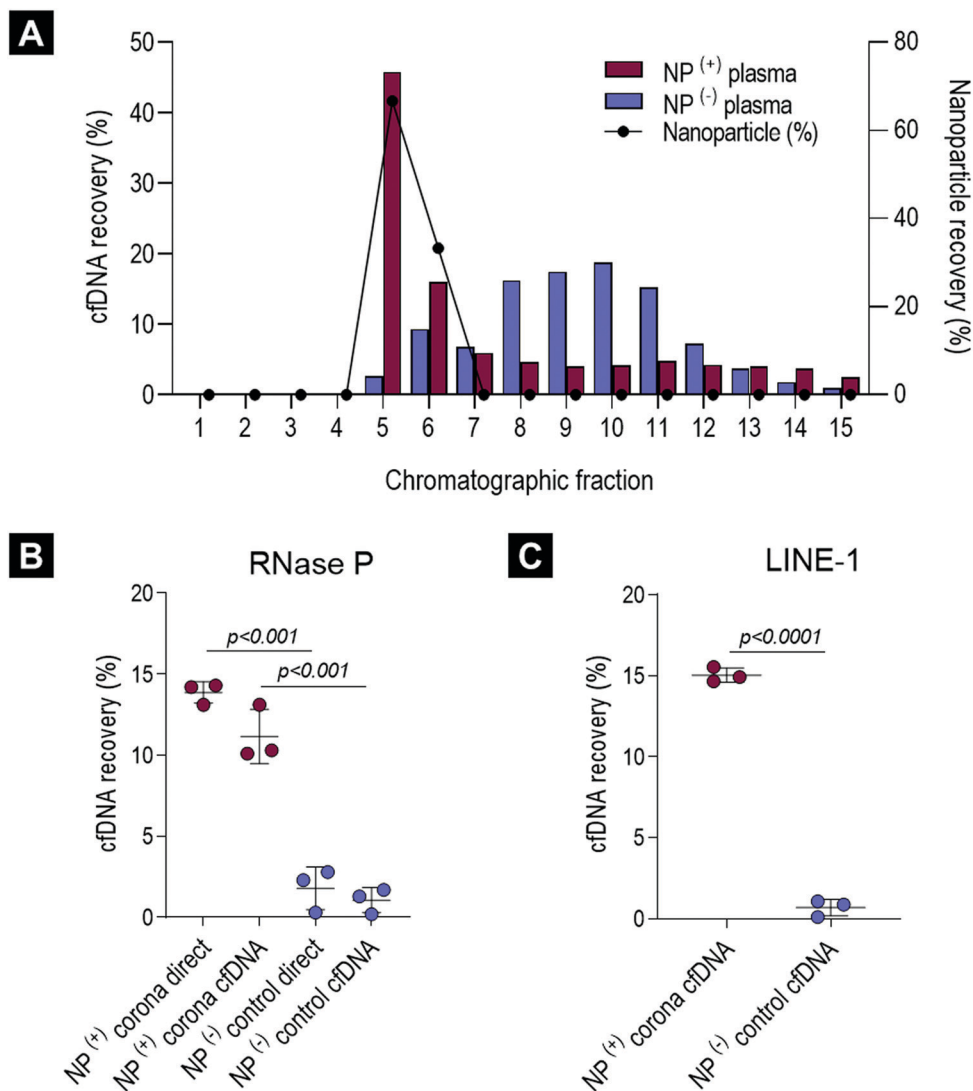 A
cfDNA recovery (%)
50
40
30
20
10
0
NP (+) plasma
NP (-) plasma
Nanoparticle (%)
80
60
40
20
0
Nanoparticle recovery (%)
1 2 3 4 5 6 7 8 9 10 11 12 13 14 15
Chromatographic fraction
B
RNase P
cfDNA recovery (%)
20
15
10
5
0
p<0.001
p<0.001
NP (+) corona direct
NP (+) corona cfDNA
NP (-) control direct
NP (-) control cfDNA
C
LINE-1
cfDNA recovery (%)
20
15
10
5
0
p<0.0001
NP (+) corona cfDNA
NP (-) control cfDNA